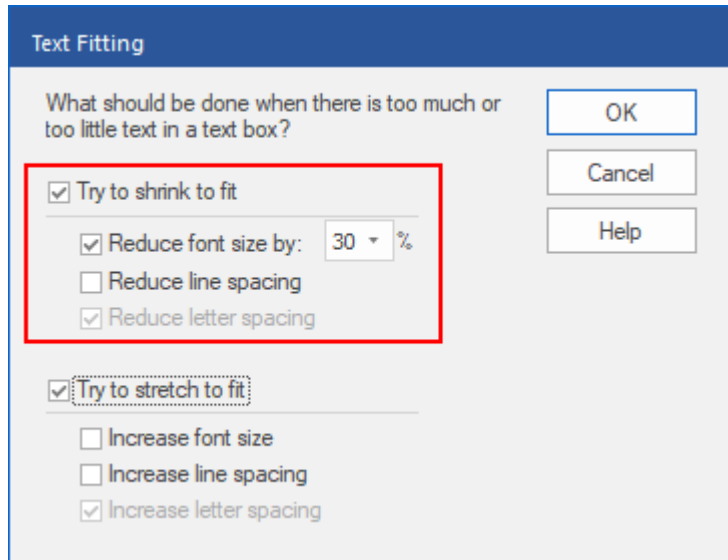 Text Fitting
What should be done when there is too much or
too little text in a text box?
OK
Cancel
Help
Try to shrink to fit
Reduce font size by: 30 %
Reduce line spacing
Reduce letter spacing
Try to stretch to fit
Increase font size
Increase line spacing
Increase letter spacing